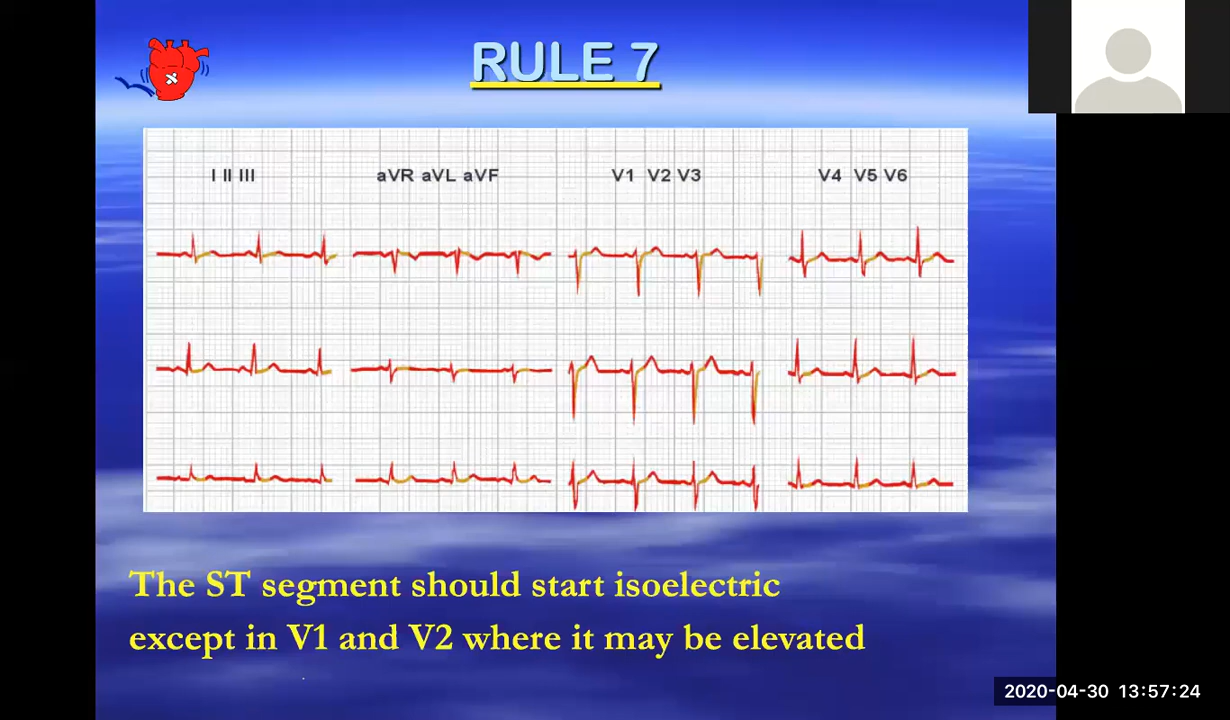 RULE 7
I II III
aVR aVL aVF
V1 V2 V3
V4 V5 V6
The ST segment should start isoelectric
except in V1 and V2 where it may be elevated
2020-04-30 13:57:24